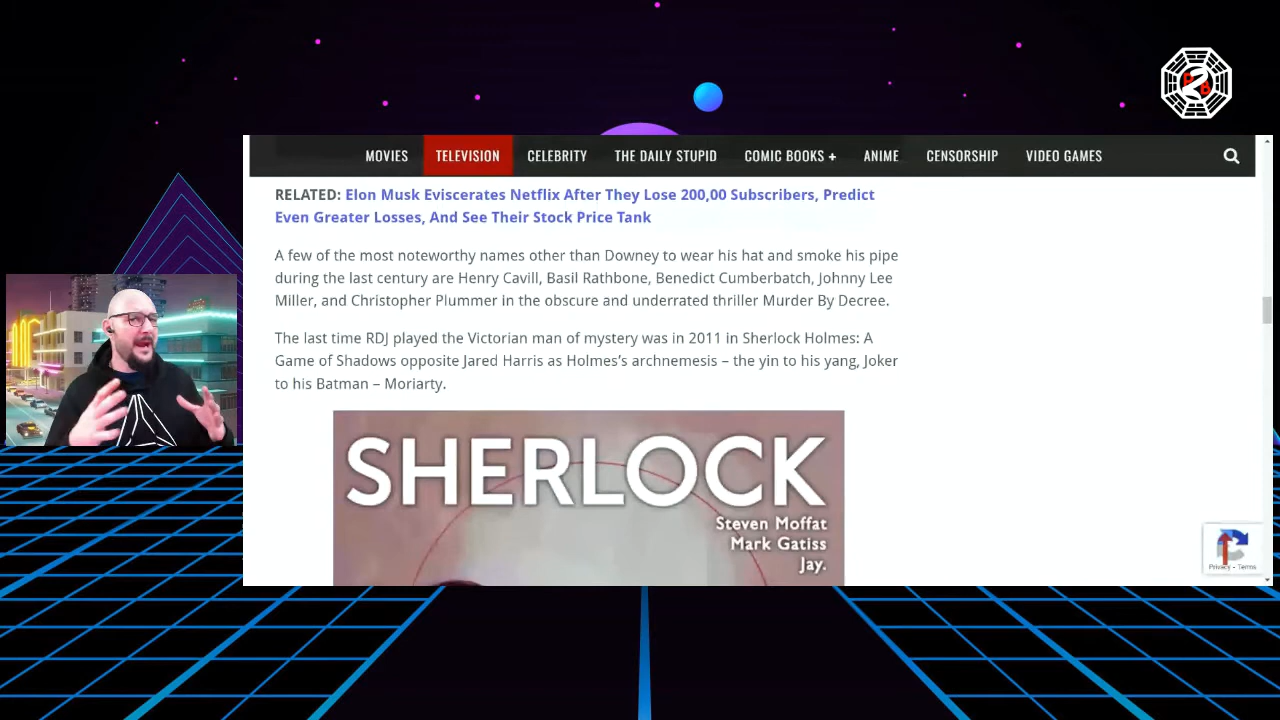 MOVIES TELEVISION CELEBRITY THE DAILY STUPID COMIC BOOKS + ANIME CENSORSHIP VIDEO GAMES
RELATED: Elon Musk Eviscerates Netflix After They Lose 200,00 Subscribers, Predict
Even Greater Losses, And See Their Stock Price Tank
A few of the most noteworthy names other than Downey to wear his hat and smoke his pipe
during the last century are Henry Cavill, Basil Rathbone, Benedict Cumberbatch, Johnny Lee
Miller, and Christopher Plummer in the obscure and underrated thriller Murder By Decree.
The last time RDJ played the Victorian man of mystery was in 2011 in Sherlock Holmes: A
Game of Shadows opposite Jared Harris as Holmes's archnemesis – the yin to his yang, Joker
to his Batman – Moriarty.
SHERLOCK
Steven Moffat
Mark Gatiss
Jay.
Privacy - Terms